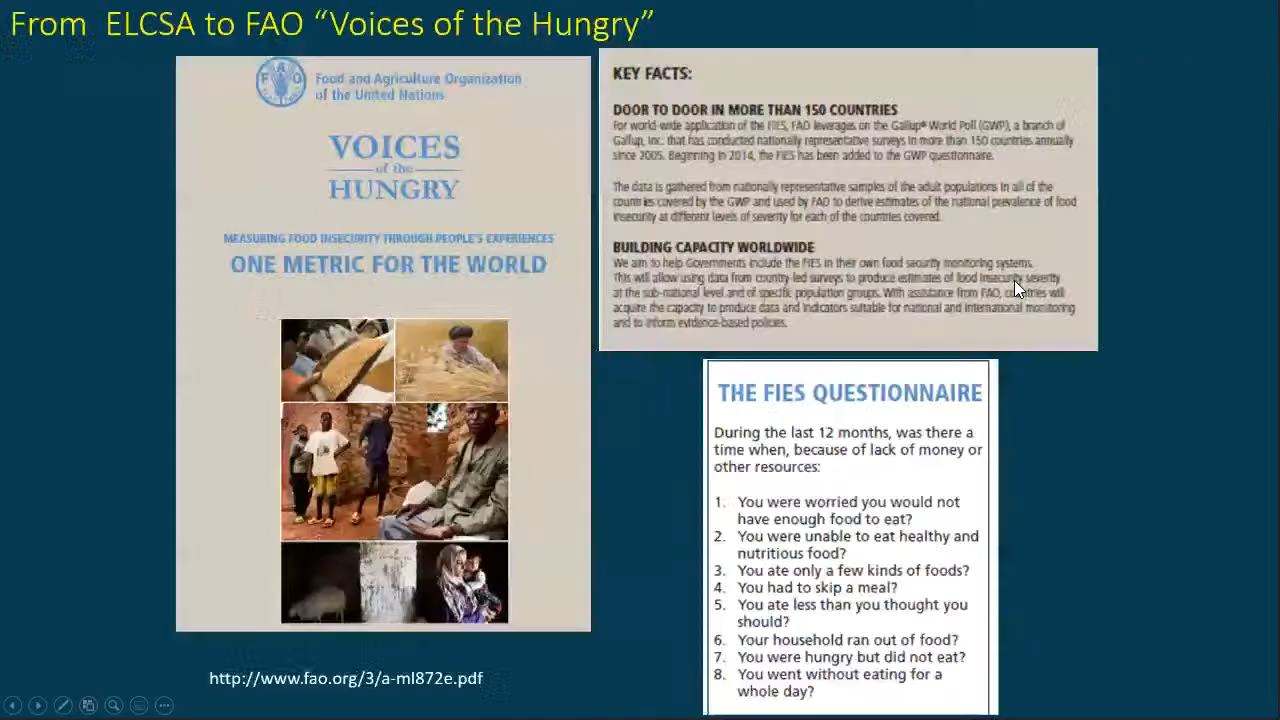 From ELCSA to FAO “Voices of the Hungry”
FAO
Food and Agriculture Organization
of the United Nations
VOICES
of the
HUNGRY
MEASURING FOOD INSECURITY THROUGH PEOPLE'S EXPERIENCES
ONE METRIC FOR THE WORLD
http://www.fao.org/3/a-ml872e.pdf
KEY FACTS:
DOOR TO DOOR IN MORE THAN 150 COUNTRIES
For world-wide application of the FIES, FAO leverages on the Gallup® World Poll (GWP), a branch of
Gallup, Inc. that has conducted nationally representative surveys in more than 150 countries annually
since 2005. Beginning in 2014, the FIES has been added to the GWP questionnaire.
The data is gathered from nationally representative samples of the adult populations in all of the
countries covered by the GWP and used by FAO to derive estimates of the national prevalence of food
insecurity at different levels of severity for each of the countries covered.
BUILDING CAPACITY WORLDWIDE
We aim to help Governments include the FIES in their own food security monitoring systems.
This will allow using data from country-led surveys to produce estimates of food insecurity severity
at the sub-national level and of specific population groups. With assistance from FAO, countries will
acquire the capacity to produce data and indicators suitable for national and international monitoring
and to inform evidence-based policies.
THE FIES QUESTIONNAIRE
During the last 12 months, was there a
time when, because of lack of money or
other resources:
1. You were worried you would not
have enough food to eat?
2. You were unable to eat healthy and
nutritious food?
3. You ate only a few kinds of foods?
4. You had to skip a meal?
5. You ate less than you thought you
should?
6. Your household ran out of food?
7. You were hungry but did not eat?
8. You went without eating for a
whole day?